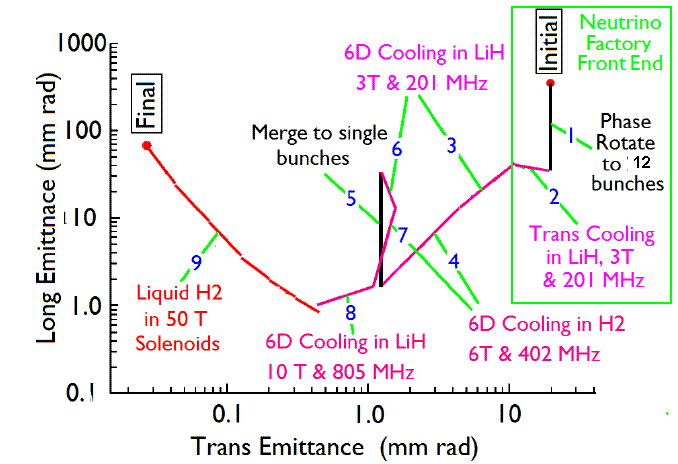 1000
100
10
1.0
0.1
Long Emittnace (mm rad)
0.1
1.0
10
Trans Emittance (mm rad)
Final
Initial
Neutrino
Factory
Front End
6D Cooling in LiH
3T & 201 MHz
Merge to single
bunches
Phase
Rotate
to 12
bunches
1
2
3
4
5
6
7
8
9
Trans Cooling
in LiH, 3T
& 201 MHz
Liquid H2
in 50 T
Solenoids
6D Cooling in LiH
10 T & 805 MHz
6D Cooling in H2
6T & 402 MHz